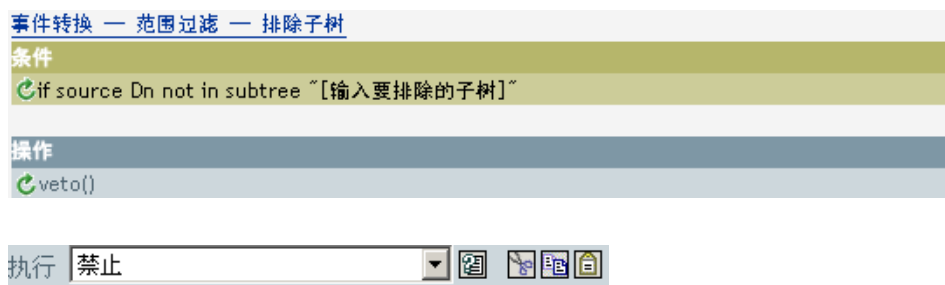 事件转换 — 范围过滤 — 排除子树
条件
if source Dn not in subtree "[输入要排除的子树]"
操作
veto()
执行 禁止